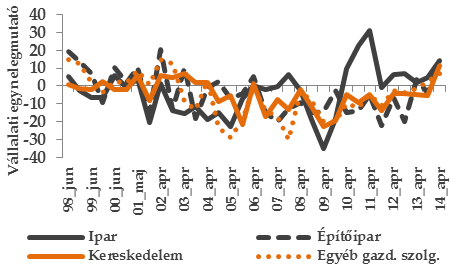 Vállalati egyenlegmutató
40
30
20
10
0
-10
-20
-30
-40
98_jun
99_jun
00_jun
01_maj
02_apr
03_apr
04_apr
05_apr
06_apr
07_apr
08_apr
09_apr
10_apr
11_apr
12_apr
13_apr
14_apr
Ipar
Építőipar
Kereskedelem
Egyéb gazd. szolg.